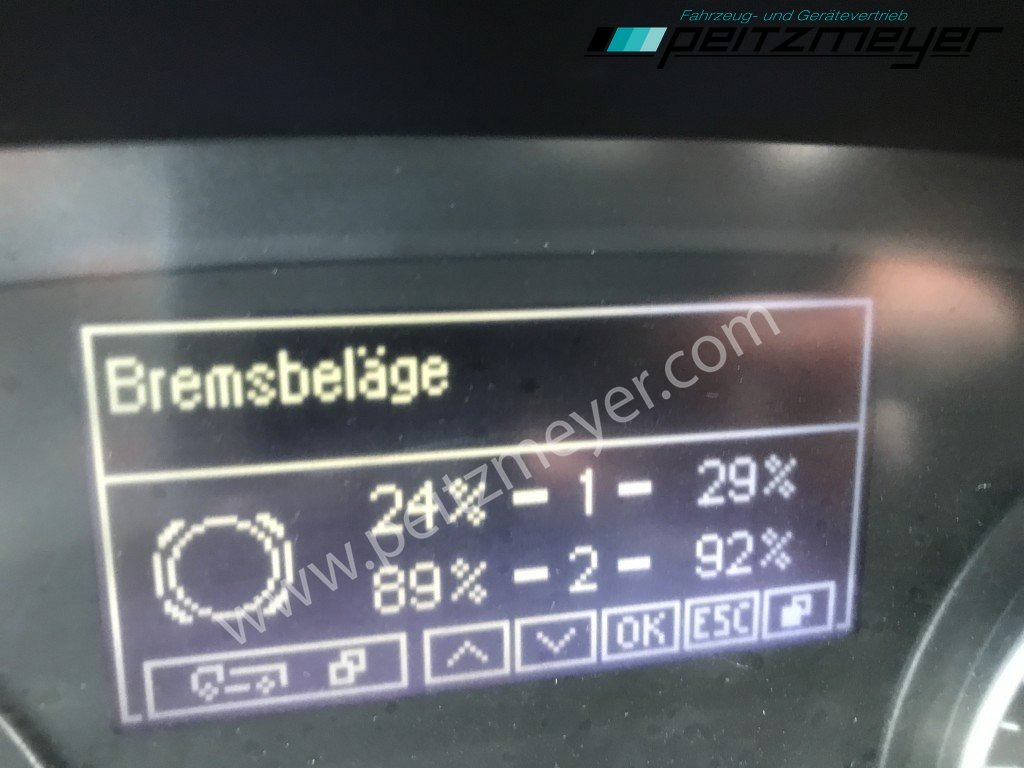 Fahrzeug- und Gerätevertrieb
peitzmeyer
Bremsbeläge
24% - 1 - 29%
89% - 2 - 92%
OK ESC
www.peitzmeyer.com